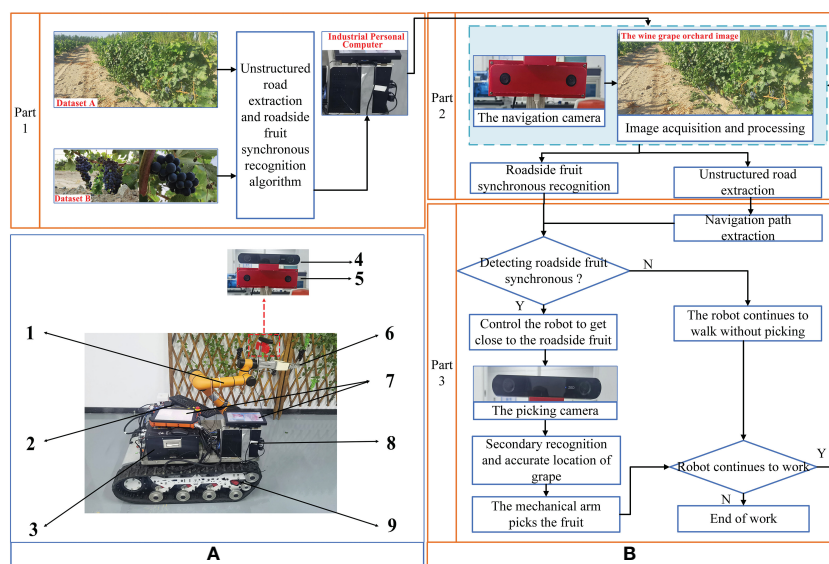 Part
1
Dataset A
Dataset B
Unstructured
road
extraction
and roadside
fruit
synchronous
recognition
algorithm
Industrial Personal
Computer
4
5
1
6
7
2
8
3
9
A
Part
2
The navigation camera
The wine grape orchard image
Image acquisition and processing
Roadside fruit
synchronous recognition
Unstructured road
extraction
Part
3
Navigation path
extraction
Detecting roadside fruit
synchronous ?
N
Y
Control the robot to get
close to the roadside fruit
The robot continues to
walk without picking
The picking camera
Secondary recognition
and accurate location of
grape
The mechanical arm
picks the fruit
Robot continues to work
Y
N
End of work
B